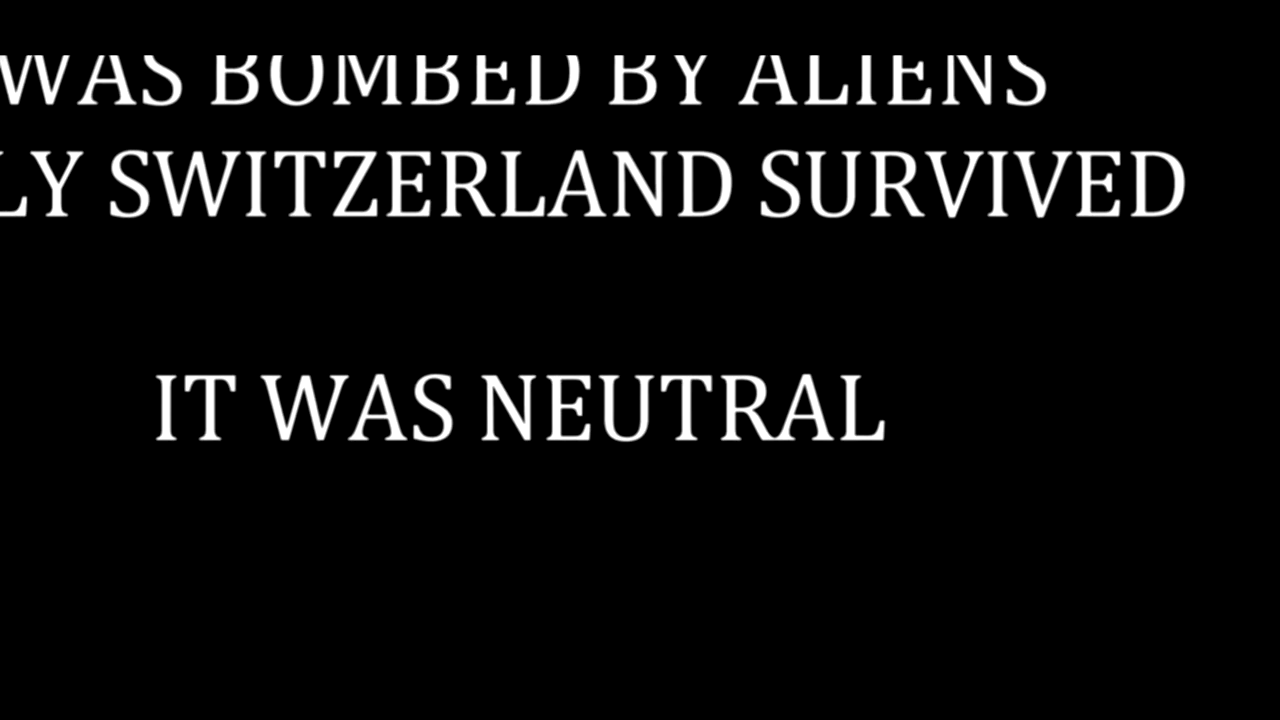 WAS BOMBED BY ALIENS
LY SWITZERLAND SURVIVED
IT WAS NEUTRAL